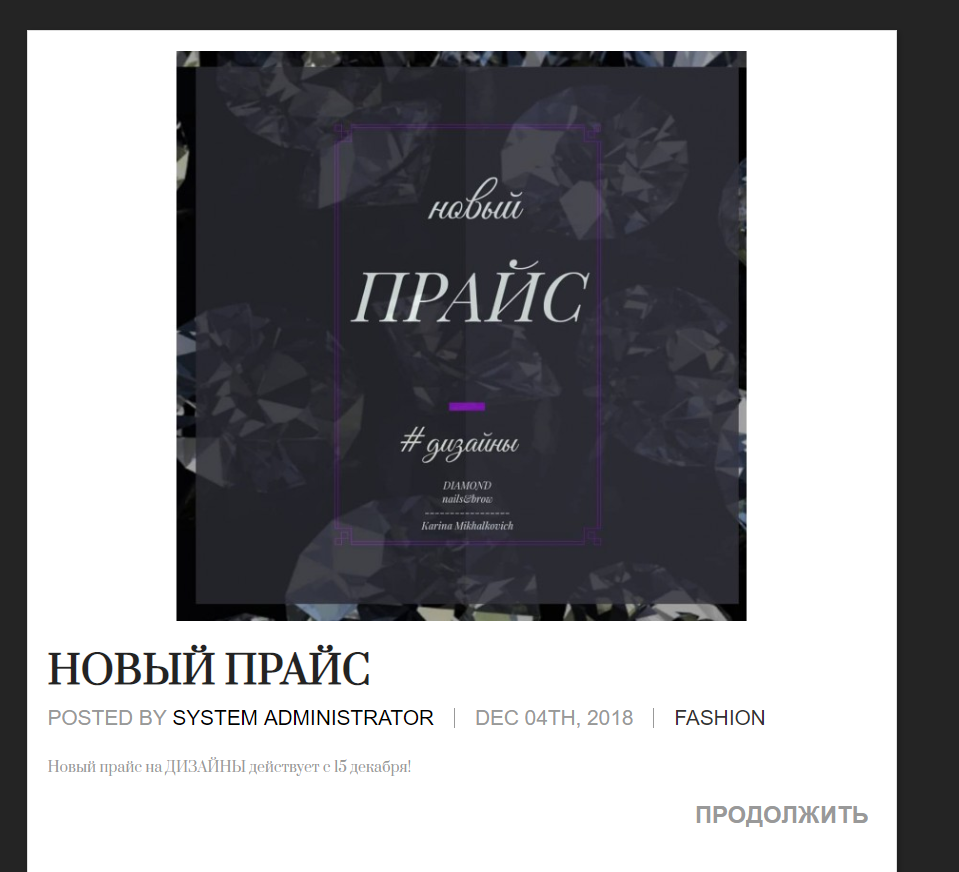 новый
ПРАЙС
# дизайны
DIAMOND
nails&brow
-----------------
Karina Mikhalkovich
НОВЫЙ ПРАЙС
POSTED BY SYSTEM ADMINISTRATOR | DEC 04TH, 2018 | FASHION
Новый прайс на ДИЗАЙНЫ действует с 15 декабря!
ПРОДОЛЖИТЬ